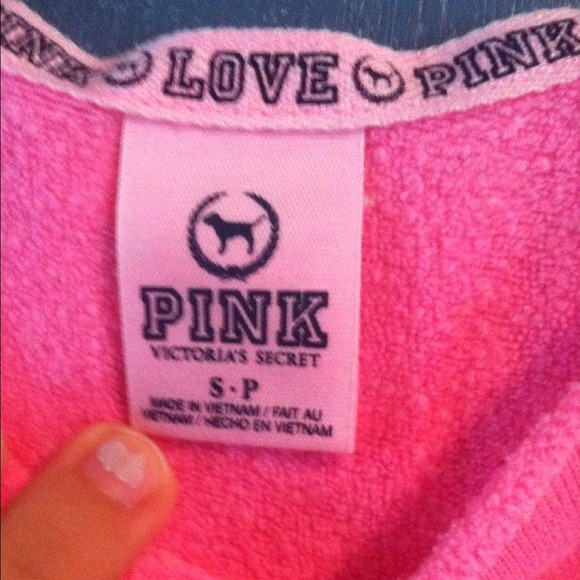 PINK LOVE PINK
PINK
VICTORIA'S SECRET
S · P
MADE IN VIETNAM / FAIT AU
VIETNAM / HECHO EN VIETNAM